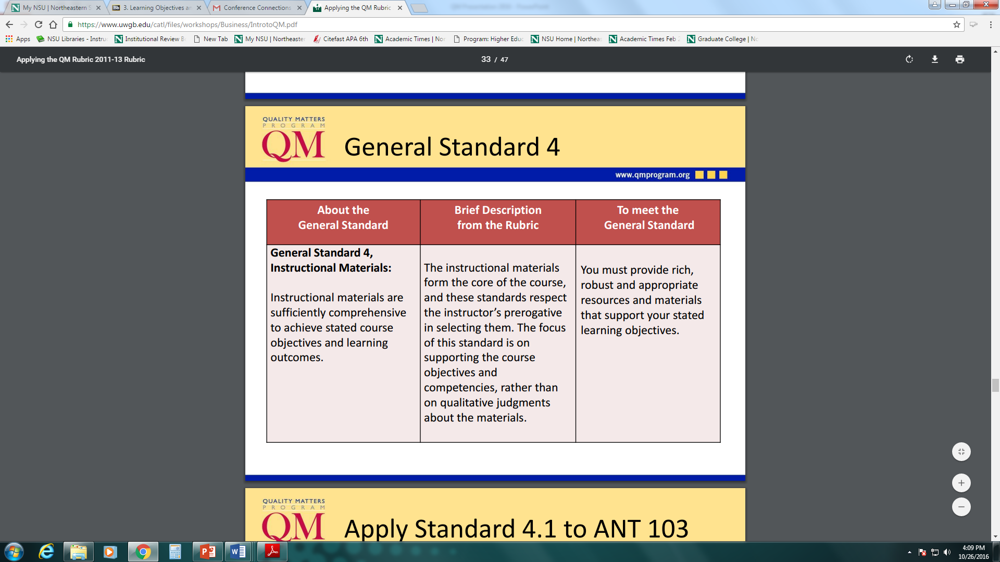 My NSU | Northeastern S
3. Learning Objectives an
Conference Connections
Applying the QM Rubric
https://www.uwgb.edu/catl/files/workshops/Business/IntrotoQM.pdf
Apps
NSU Libraries - Instruc
Institutional Review B
New Tab
My NSU | Northeaste
Citefast APA 6th
Academic Times | No
Program: Higher Educ
NSU Home | Northeas
Academic Times Feb 2
Graduate College | No
Applying the QM Rubric 2011-13 Rubric
33 / 47
QUALITY MATTERS
PROGRAM
QM
General Standard 4
www.qmprogram.org
About the
General Standard
Brief Description
from the Rubric
To meet the
General Standard
General Standard 4,
Instructional Materials:
Instructional materials are
sufficiently comprehensive
to achieve stated course
objectives and learning
outcomes.
The instructional materials
form the core of the course,
and these standards respect
the instructor’s prerogative
in selecting them. The focus
of this standard is on
supporting the course
objectives and
competencies, rather than
on qualitative judgments
about the materials.
You must provide rich,
robust and appropriate
resources and materials
that support your stated
learning objectives.
QUALITY MATTERS
PROGRAM
QM
Apply Standard 4.1 to ANT 103
4:09 PM
10/26/2016